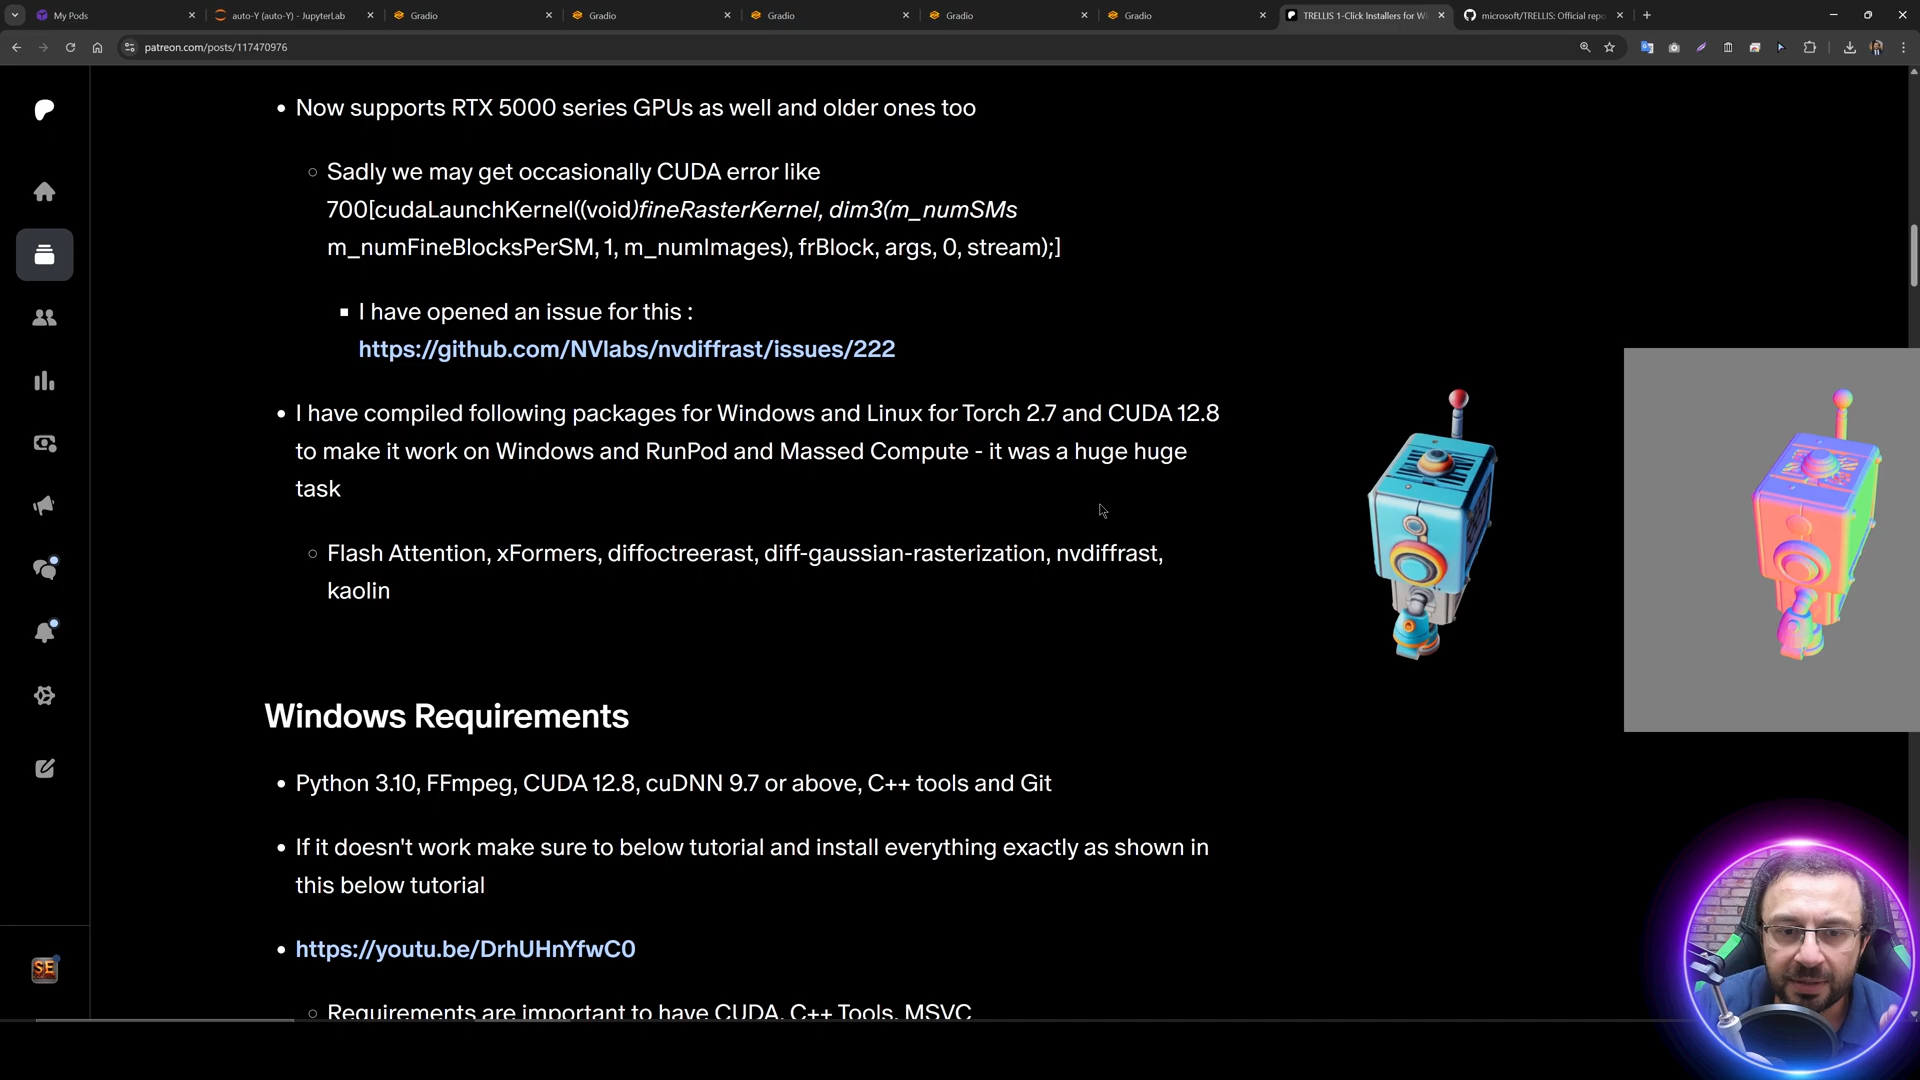 My Pods
auto-Y (auto-Y) - JupyterLab
Gradio
Gradio
Gradio
Gradio
Gradio
TRELLIS 1-Click Installers for Wi
microsoft/TRELLIS: Official repo
patreon.com/posts/117470976
• Now supports RTX 5000 series GPUs as well and older ones too
○ Sadly we may get occasionally CUDA error like
700[cudaLaunchKernel((void)fineRasterKernel, dim3(m_numSMs
m_numFineBlocksPerSM, 1, m_numImages), frBlock, args, 0, stream);]
▪ I have opened an issue for this :
https://github.com/NVlabs/nvdiffrast/issues/222
• I have compiled following packages for Windows and Linux for Torch 2.7 and CUDA 12.8
to make it work on Windows and RunPod and Massed Compute - it was a huge huge
task
○ Flash Attention, xFormers, diffoctreerast, diff-gaussian-rasterization, nvdiffrast,
kaolin
Windows Requirements
• Python 3.10, FFmpeg, CUDA 12.8, cuDNN 9.7 or above, C++ tools and Git
• If it doesn't work make sure to below tutorial and install everything exactly as shown in
this below tutorial
• https://youtu.be/DrhUHnYfwC0
○ Requirements are important to have CUDA, C++ Tools, MSVC
SE